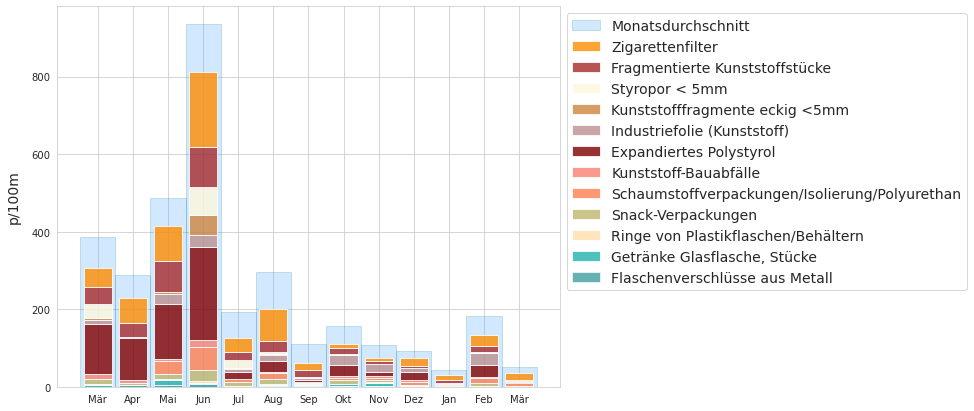 p/100m
800
600
400
200
0
Mär Apr Mai Jun Jul Aug Sep Okt Nov Dez Jan Feb Mär
Monatsdurchschnitt
Zigarettenfilter
Fragmentierte Kunststoffstücke
Styropor < 5mm
Kunststofffragmente eckig <5mm
Industriefolie (Kunststoff)
Expandiertes Polystyrol
Kunststoff-Bauabfälle
Schaumstoffverpackungen/Isolierung/Polyurethan
Snack-Verpackungen
Ringe von Plastikflaschen/Behältern
Getränke Glasflasche, Stücke
Flaschenverschlüsse aus Metall